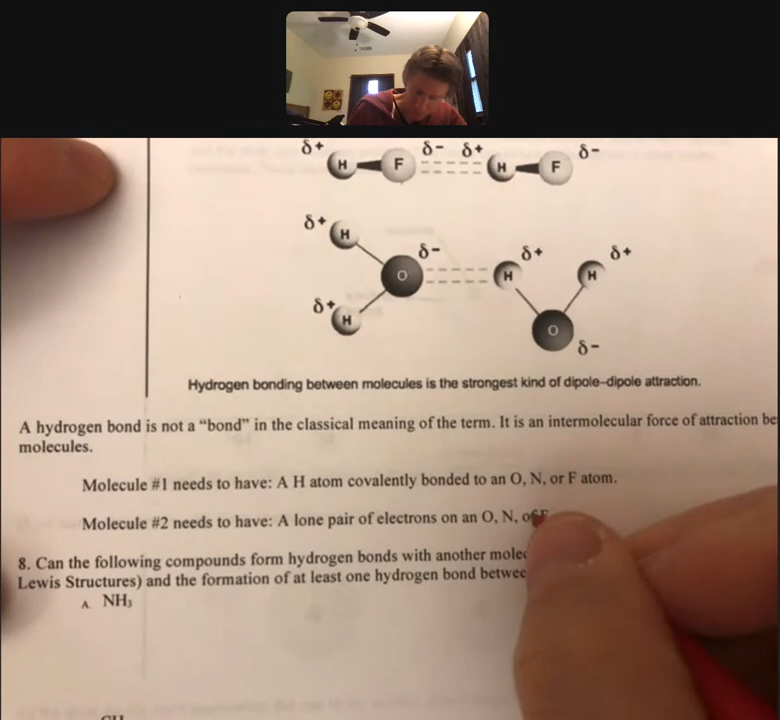 δ+ δ- δ+ δ-
H F H F
δ+ H δ- δ+ δ+
O H H
δ+ H O δ-
Hydrogen bonding between molecules is the strongest kind of dipole–dipole attraction.
A hydrogen bond is not a “bond” in the classical meaning of the term. It is an intermolecular force of attraction be
molecules.
Molecule #1 needs to have: A H atom covalently bonded to an O, N, or F atom.
Molecule #2 needs to have: A lone pair of electrons on an O, N, of F
8. Can the following compounds form hydrogen bonds with another molec
Lewis Structures) and the formation of at least one hydrogen bond betwee
A. NH₃